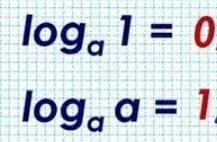 logₐ 1 = 0,
logₐ a = 1,